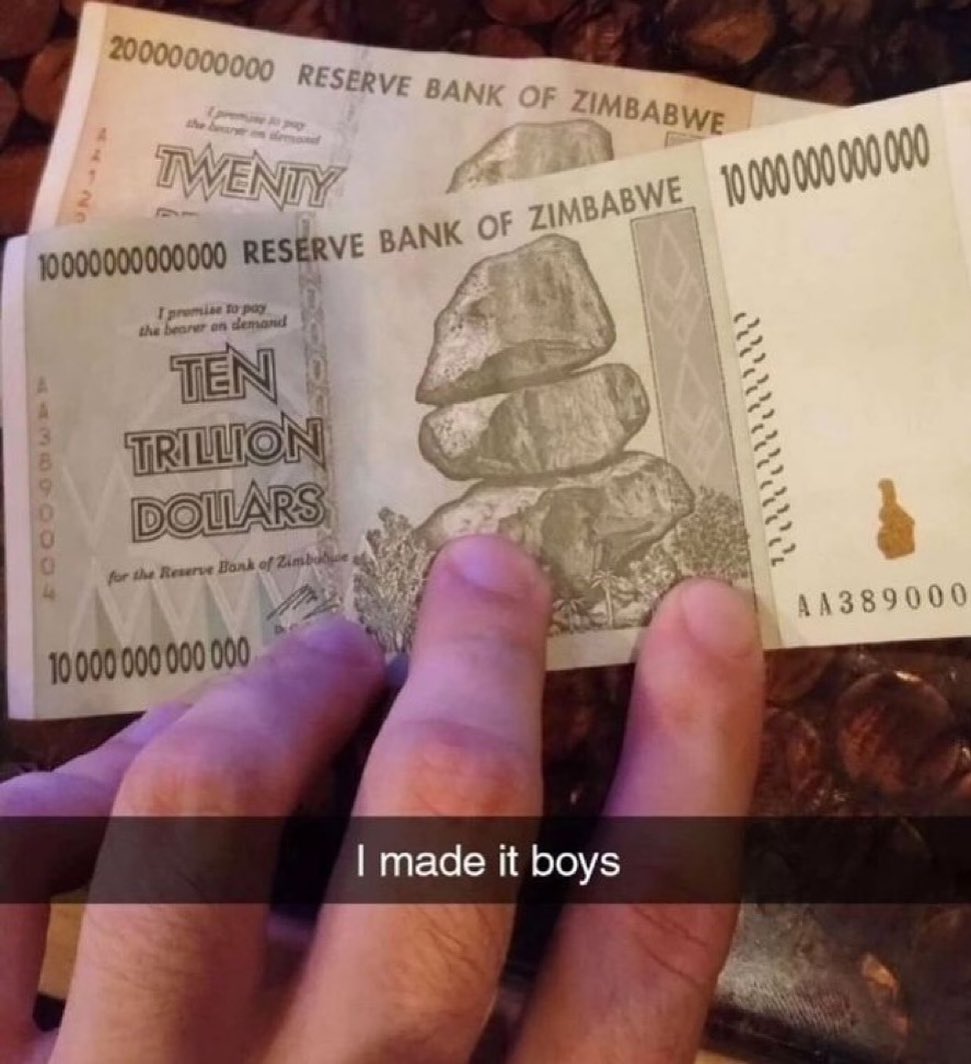 20000000000 RESERVE BANK OF ZIMBABWE
I promise to pay
the bearer on demand
TWENTY
10000000000000 RESERVE BANK OF ZIMBABWE
10 000 000 000 000
I promise to pay
the bearer on demand
TEN
TRILLION
DOLLARS
for the Reserve Bank of Zimbabwe
10 000 000 000 000
AA3890004
AA389000
I made it boys